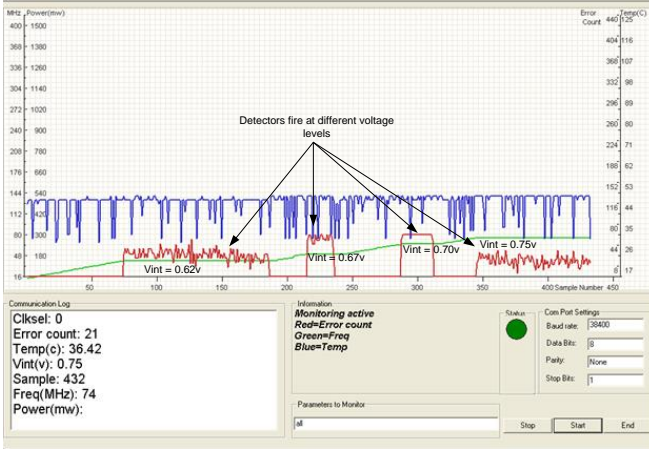 MHz Power(mw)
Error Count
Temp(C)
400 1500
440 125
368 1400
404 116
336 1260
368 107
304 1140
332 98
272 1020
296 89
240 900
260 80
Detectors fire at different voltage
levels
208 780
224 71
176 660
188 62
144 540
152 53
112 420
116 44
80 300
80 35
48 180
44 26
16
8 17
Vint = 0.62v
Vint = 0.67v
Vint = 0.70v
Vint = 0.75v
50 100 150 200 250 300 350 400 Sample Number 450
Communication Log
Clksel: 0
Error count: 21
Temp(c): 36.42
Vint(v): 0.75
Sample: 432
Freq(MHz): 74
Power(mw):
Information
Monitoring active
Red=Error count
Green=Freq
Blue=Temp
Status
Com Port Settings
Baud rate: 38400
Data Bits: 8
Parity: None
Stop Bits: 1
Parameters to Monitor
all
Stop Start End